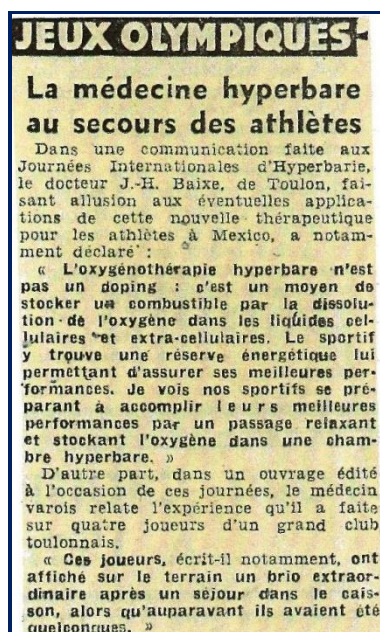 JEUX OLYMPIQUES
La médecine hyperbare
au secours des athlètes
Dans une communication faite aux
Journées Internationales d'Hyperbarie,
le docteur J.-H. Baixe, de Toulon, fai-
sant allusion aux éventuelles applica-
tions de cette nouvelle thérapeutique
pour les athlètes à Mexico, a notam-
ment déclaré :
« L'oxygénothérapie hyperbare n'est
pas un doping : c'est un moyen de
stocker un combustible par la dissolu-
tion de l'oxygène dans les liquides cel-
lulaires et extra-cellulaires. Le sportif
y trouve une réserve énergétique lui
permettant d'assurer ses meilleures per-
formances. Je vois nos sportifs se pré-
parant à accomplir leurs meilleures
performances par un passage relaxant
et stockant l'oxygène dans une cham-
bre hyperbare. »
D'autre part, dans un ouvrage édité
à l'occasion de ces journées, le médecin
varois relate l'expérience qu'il a faite
sur quatre joueurs d'un grand club
toulonnais.
« Ces joueurs, écrit-il notamment, ont
affiché sur le terrain un brio extraor-
dinaire après un séjour dans le cais-
son, alors qu'auparavant ils avaient été
quelconques. »